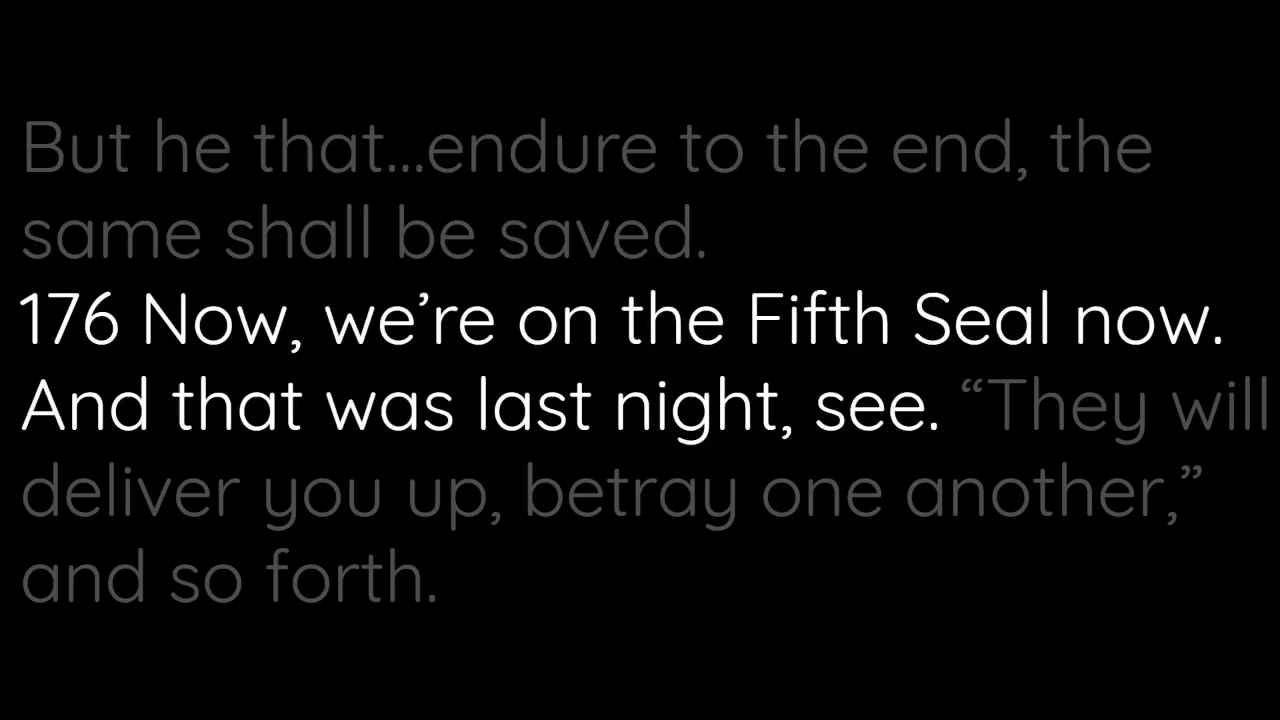 But he that...endure to the end, the
same shall be saved.
176 Now, we’re on the Fifth Seal now.
And that was last night, see. “They will
deliver you up, betray one another,”
and so forth.